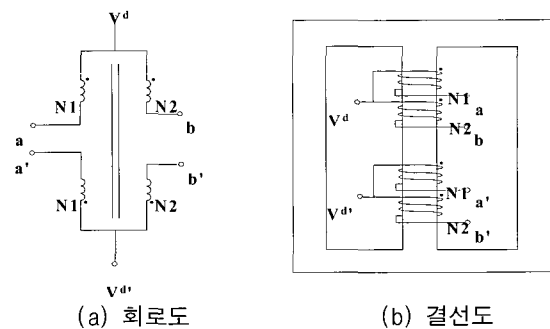 Vd
N1 N2
a b
a' b'
N1 N2
Vd'
(a) 회로도
N1
a
Vd
N2
b
N1
a'
Vd'
N2
b'
(b) 결선도